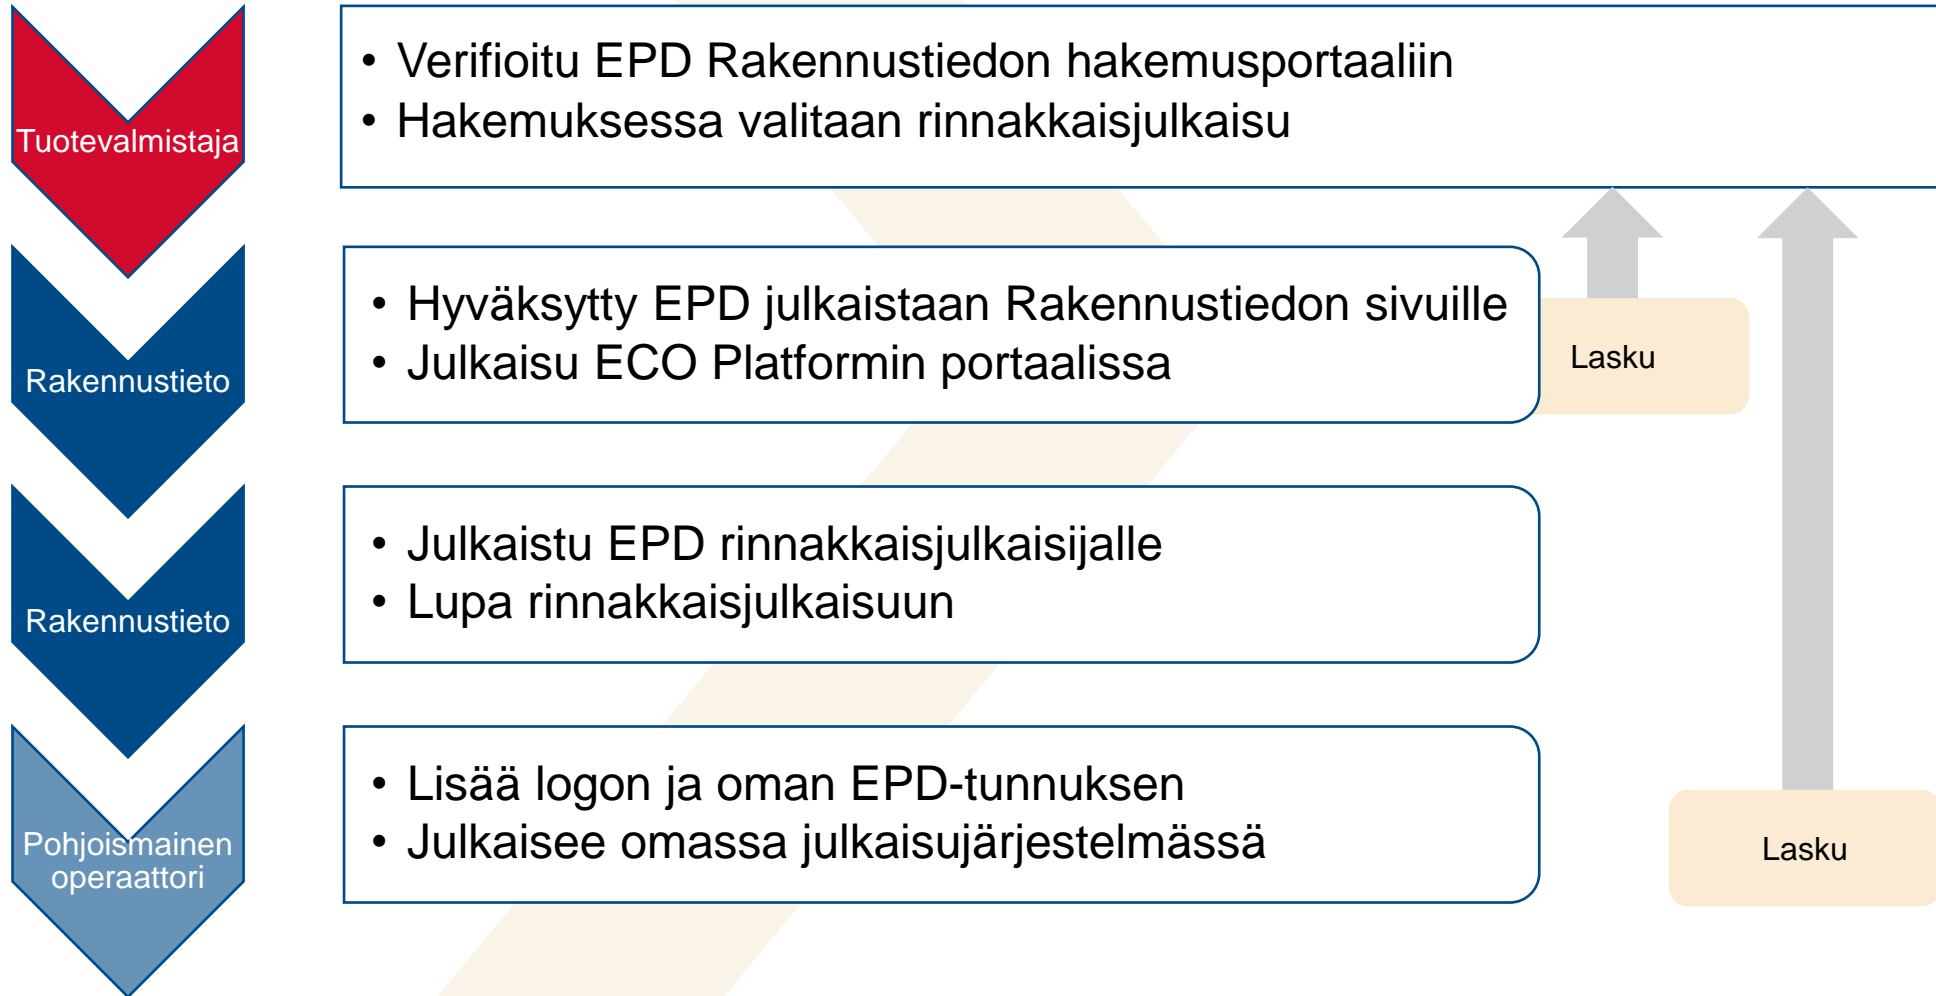 Tuotevalmistaja
• Verifioitu EPD Rakennustiedon hakemusportaaliin
• Hakemuksessa valitaan rinnakkaisjulkaisu
Rakennustieto
• Hyväksytty EPD julkaistaan Rakennustiedon sivuille
• Julkaisu ECO Platformin portaalissa
Lasku
Rakennustieto
• Julkaistu EPD rinnakkaisjulkaisijalle
• Lupa rinnakkaisjulkaisuun
Pohjoismainen
operaattori
• Lisää logon ja oman EPD-tunnuksen
• Julkaisee omassa julkaisujärjestelmässä
Lasku